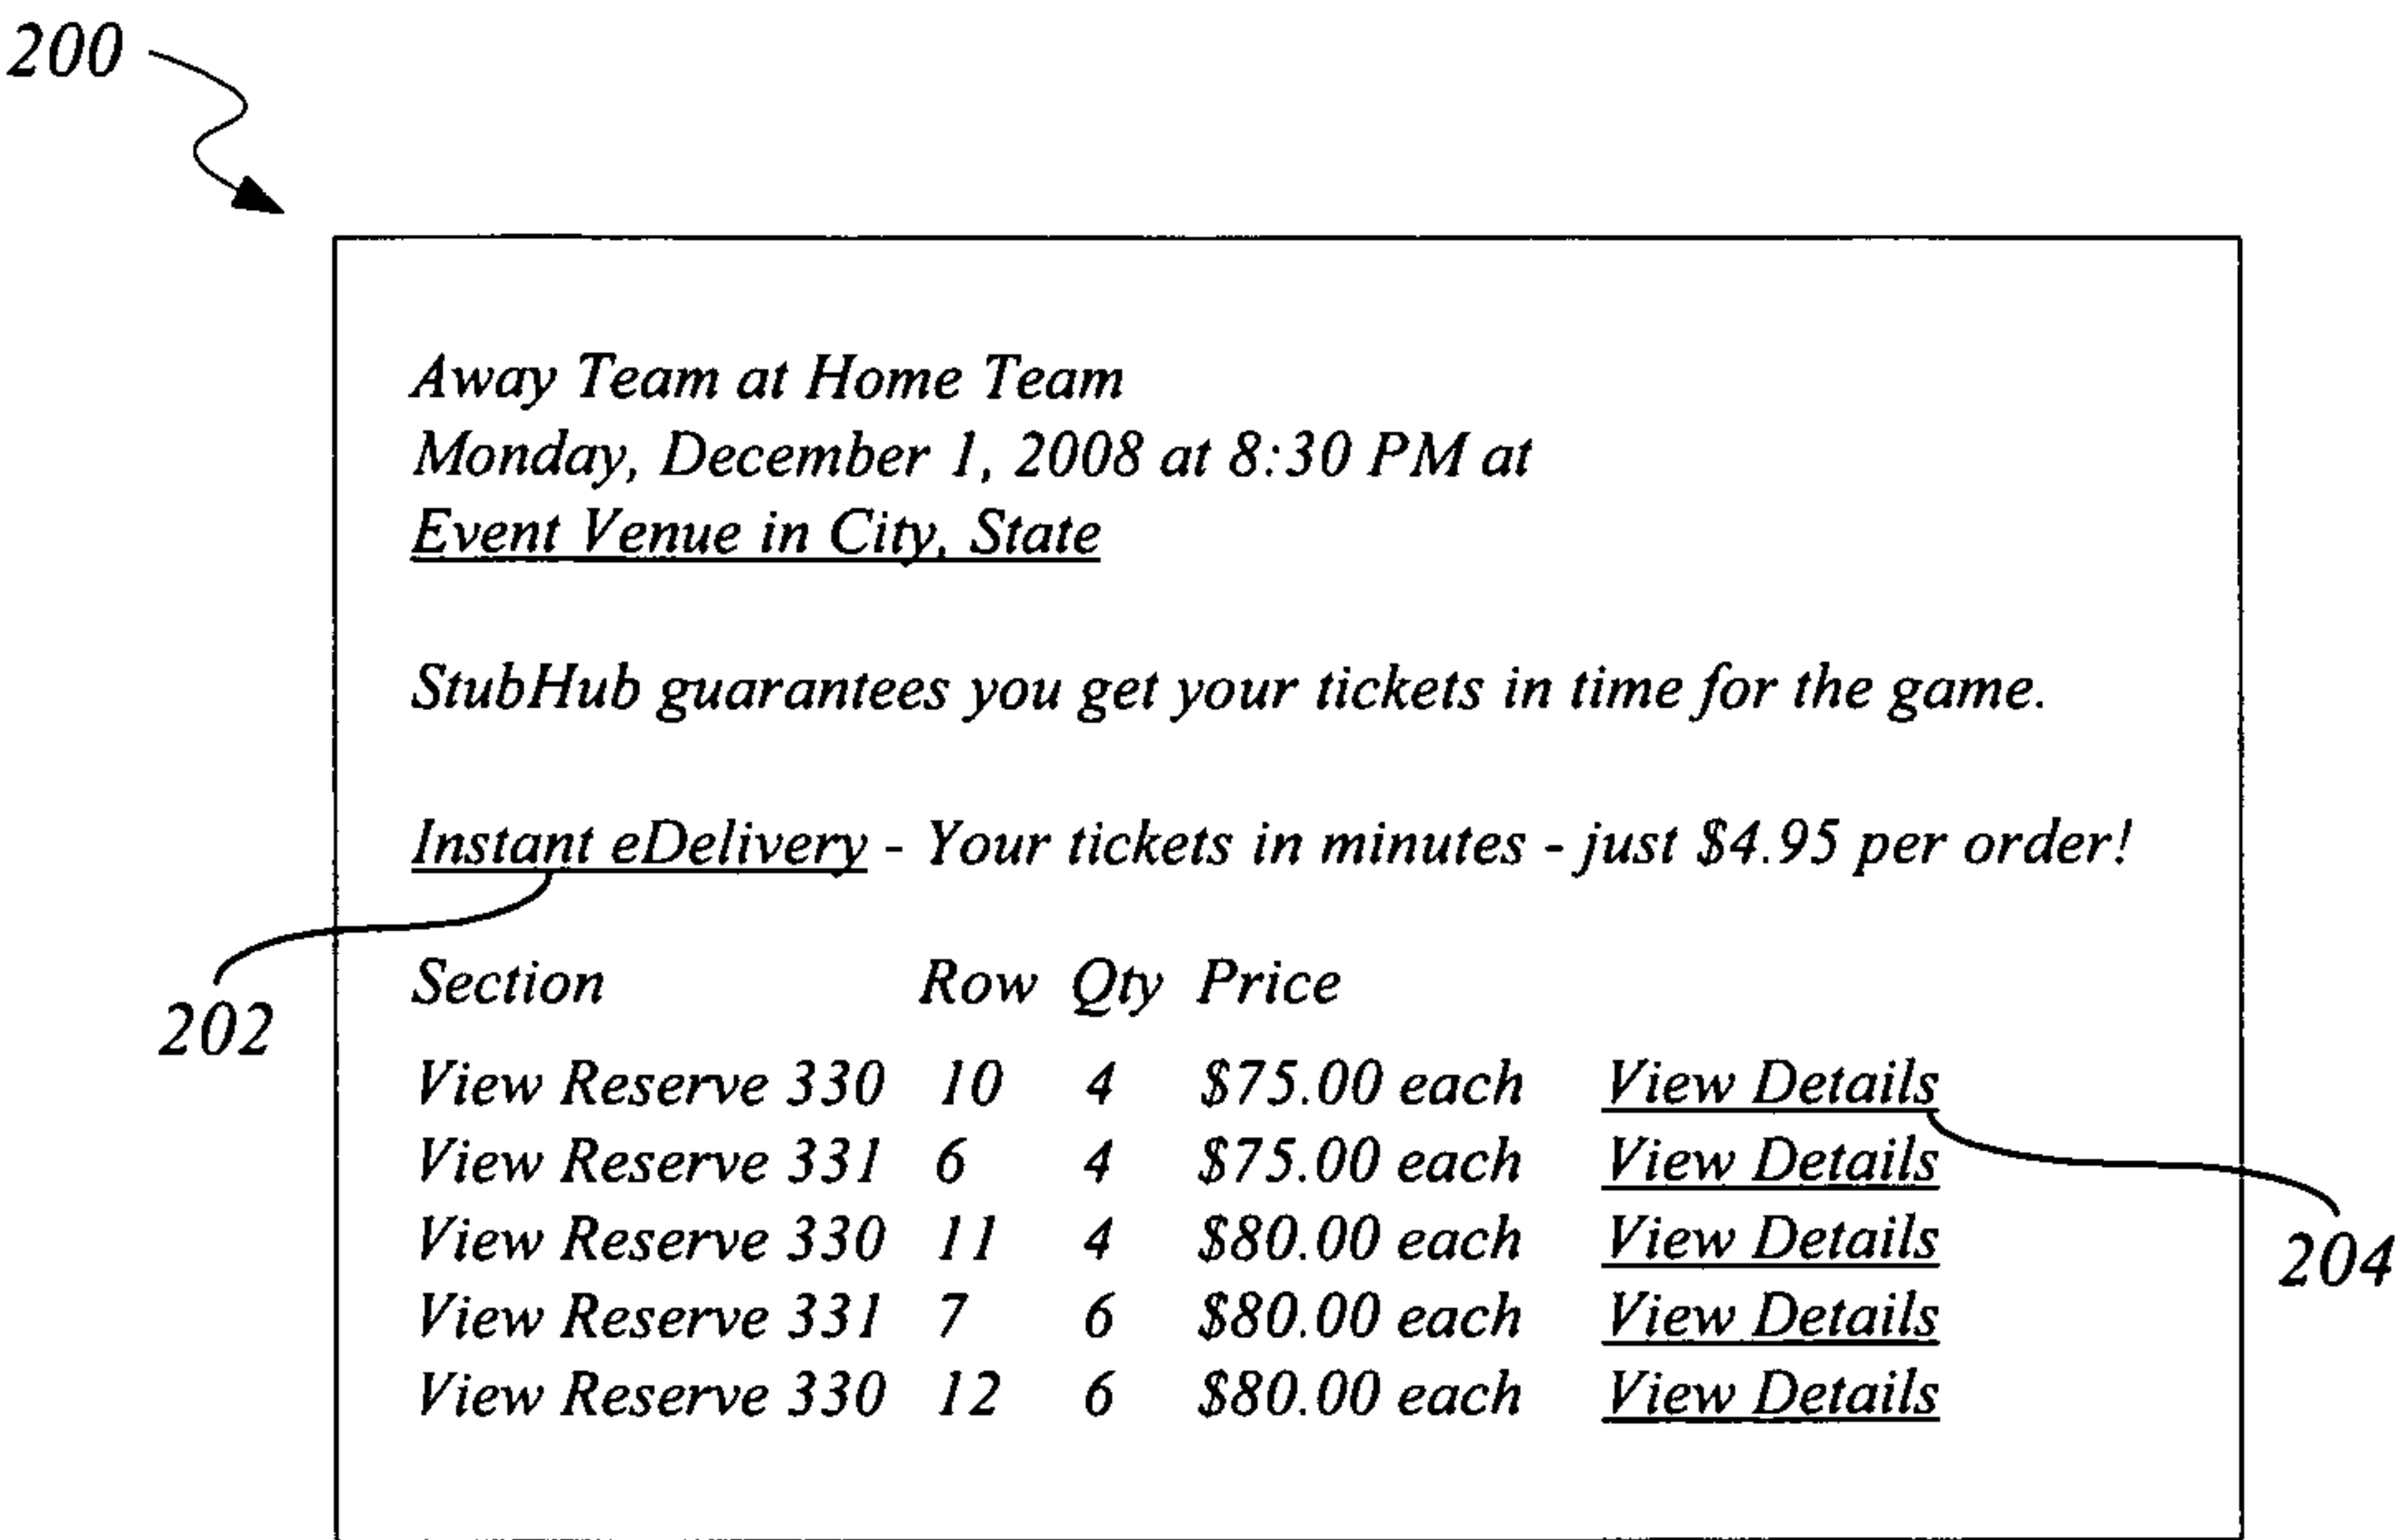 200
Away Team at Home Team
Monday, December 1, 2008 at 8:30 PM at
Event Venue in City, State
StubHub guarantees you get your tickets in time for the game.
Instant eDelivery - Your tickets in minutes - just $4.95 per order!
202
Section Row Qty Price
View Reserve 330 10 4 $75.00 each View Details
View Reserve 331 6 4 $75.00 each View Details
View Reserve 330 11 4 $80.00 each View Details
View Reserve 331 7 6 $80.00 each View Details
View Reserve 330 12 6 $80.00 each View Details
204